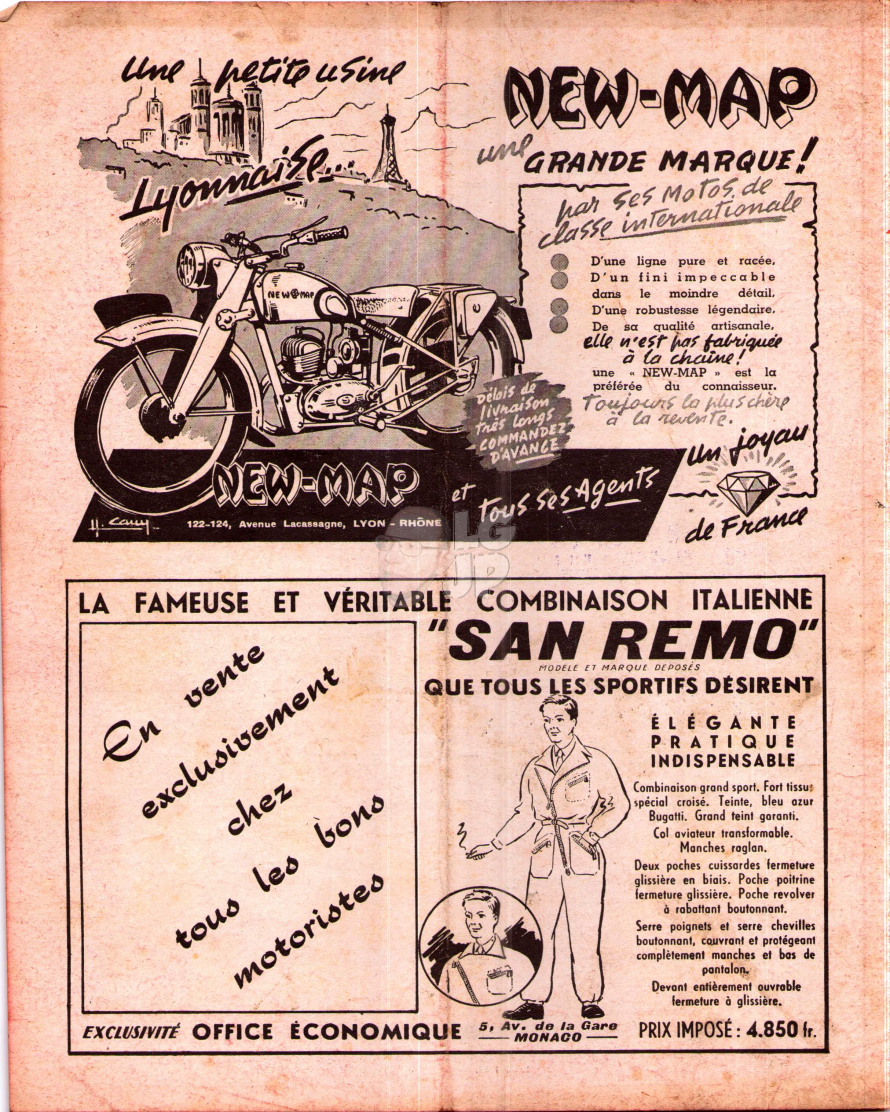 Une petite usine
Lyonnaise...
NEW-MAP
une
GRANDE MARQUE!
par ses motos de
classe internationale
D'une ligne pure et racée,
D'un fini impeccable
dans le moindre détail,
D'une robustesse légendaire.
De sa qualité artisanale,
elle n'est pas fabriquée
à la chaîne!
une « NEW-MAP » est la
préférée du connaisseur.
Toujours la plus chère
à la revente.
NEW MAP
Délais de
livraison
très longs
COMMANDEZ
D'AVANCE
un joyau
de France
NEW-MAP
et
tous ses Agents
122-124, Avenue Lacassagne, LYON - RHÔNE
LG
JP
LA FAMEUSE ET VÉRITABLE COMBINAISON ITALIENNE
"SAN REMO"
MODÈLE ET MARQUE DÉPOSÉS
QUE TOUS LES SPORTIFS DÉSIRENT
En vente
exclusivement
chez
tous les bons
motoristes
ÉLÉGANTE
PRATIQUE
INDISPENSABLE
Combinaison grand sport. Fort tissu
spécial croisé. Teinte, bleu azur
Bugatti. Grand teint garanti.
Col aviateur transformable.
Manches raglan.
Deux poches cuissardes fermeture
glissière en biais. Poche poitrine
fermeture glissière. Poche revolver
à rabattant boutonnant.
Serre poignets et serre chevilles
boutonnant, couvrant et protégeant
complètement manches et bas de
pantalon.
Devant entièrement ouvrable
fermeture à glissière.
EXCLUSIVITÉ OFFICE ÉCONOMIQUE
5, Av. de la Gare
MONACO
PRIX IMPOSÉ : 4.850 fr.